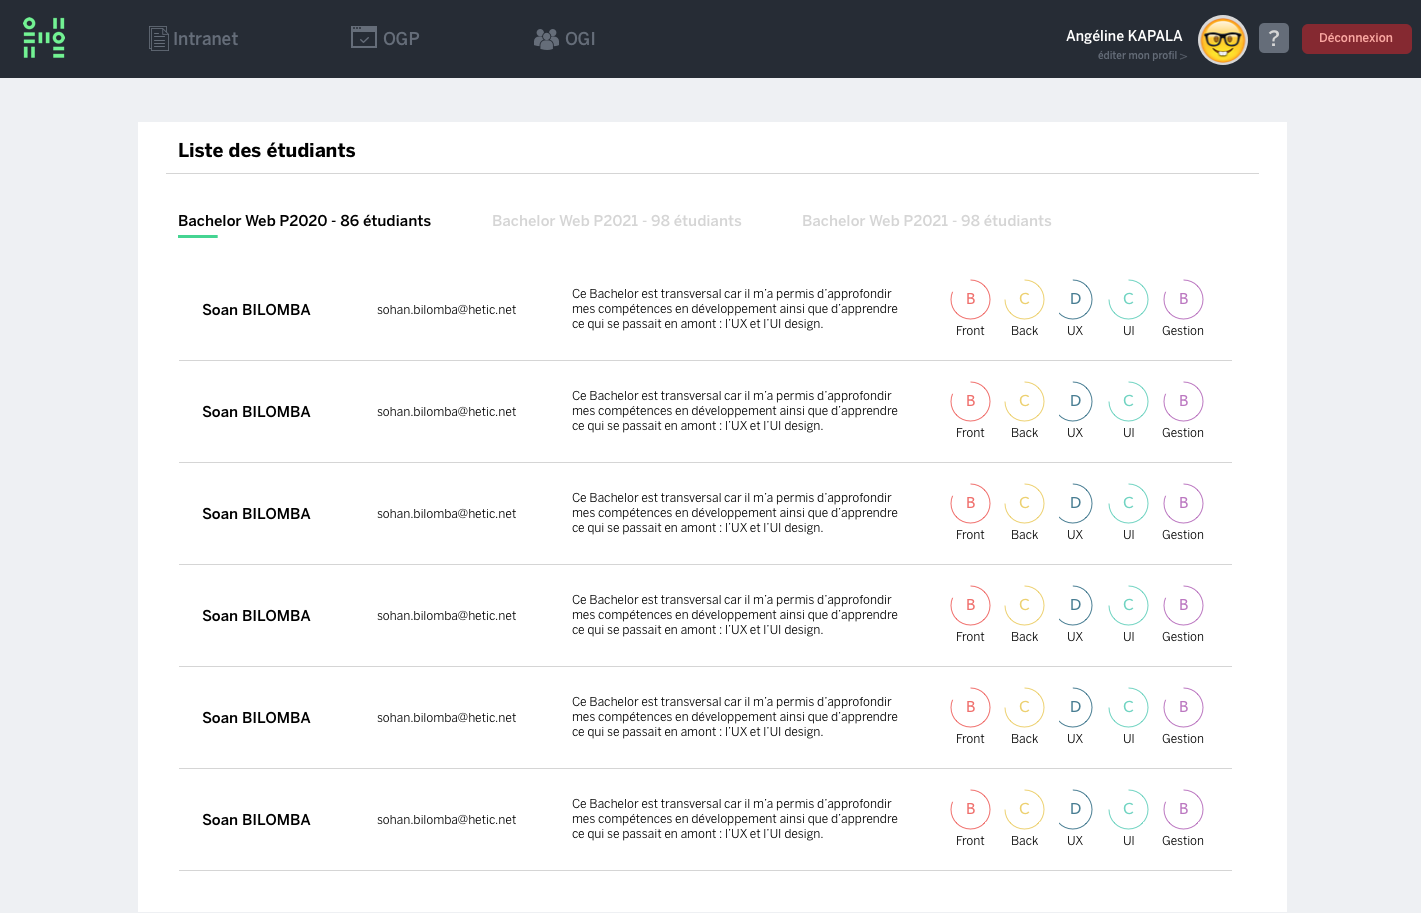 Intranet
OGP
OGI
Angéline KAPALA
éditer mon profil >
?
Déconnexion
Liste des étudiants
Bachelor Web P2020 - 86 étudiants
Bachelor Web P2021 - 98 étudiants
Bachelor Web P2021 - 98 étudiants
Soan BILOMBA
sohan.bilomba@hetic.net
Ce Bachelor est transversal car il m'a permis d'approfondir
mes compétences en développement ainsi que d'apprendre
ce qui se passait en amont : l'UX et l'UI design.
B C D C B
Front Back UX UI Gestion
Soan BILOMBA
sohan.bilomba@hetic.net
Ce Bachelor est transversal car il m'a permis d'approfondir
mes compétences en développement ainsi que d'apprendre
ce qui se passait en amont : l'UX et l'UI design.
B C D C B
Front Back UX UI Gestion
Soan BILOMBA
sohan.bilomba@hetic.net
Ce Bachelor est transversal car il m'a permis d'approfondir
mes compétences en développement ainsi que d'apprendre
ce qui se passait en amont : l'UX et l'UI design.
B C D C B
Front Back UX UI Gestion
Soan BILOMBA
sohan.bilomba@hetic.net
Ce Bachelor est transversal car il m'a permis d'approfondir
mes compétences en développement ainsi que d'apprendre
ce qui se passait en amont : l'UX et l'UI design.
B C D C B
Front Back UX UI Gestion
Soan BILOMBA
sohan.bilomba@hetic.net
Ce Bachelor est transversal car il m'a permis d'approfondir
mes compétences en développement ainsi que d'apprendre
ce qui se passait en amont : l'UX et l'UI design.
B C D C B
Front Back UX UI Gestion
Soan BILOMBA
sohan.bilomba@hetic.net
Ce Bachelor est transversal car il m'a permis d'approfondir
mes compétences en développement ainsi que d'apprendre
ce qui se passait en amont : l'UX et l'UI design.
B C D C B
Front Back UX UI Gestion